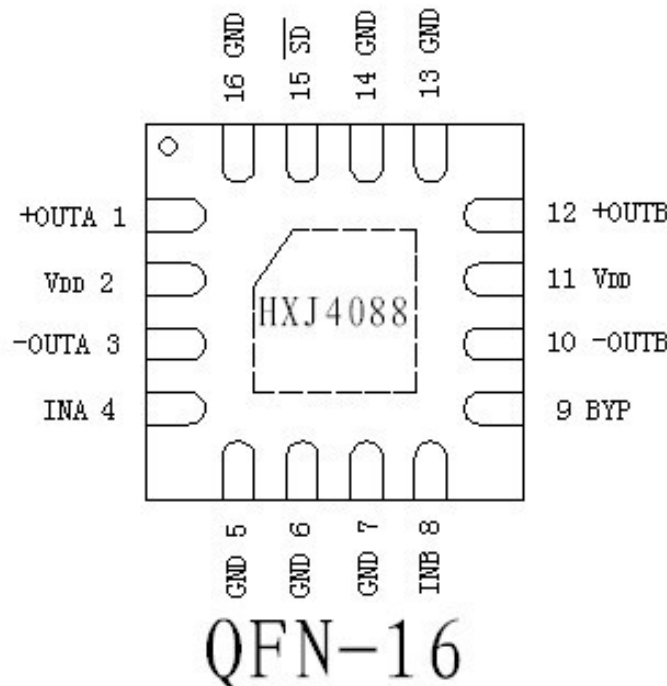 16 GND
15 SD
14 GND
13 GND
+OUTA 1
12 +OUTB
VDD 2
11 VDD
HXJ4088
-OUTA 3
10 -OUTB
INA 4
9 BYP
GND 5
GND 6
GND 7
INB 8
QFN-16